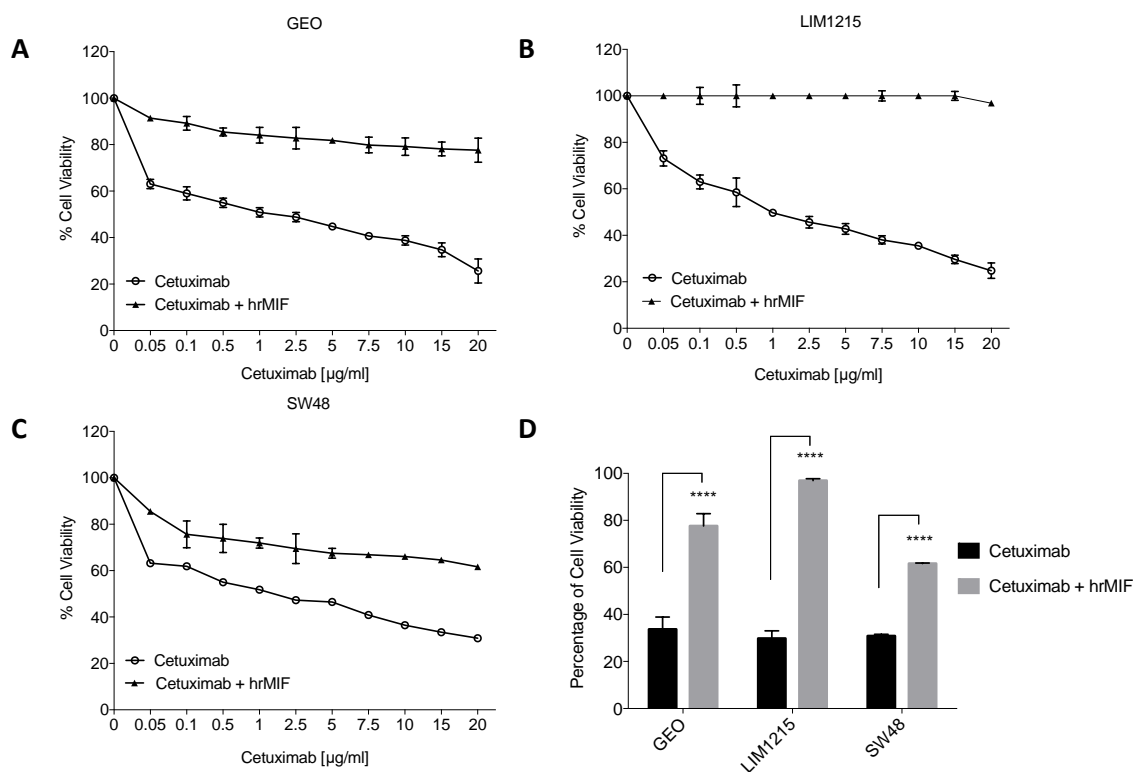 A
GEO
120
100
80
60
40
20
0
% Cell Viability
Cetuximab
Cetuximab + hrMIF
0 0.05 0.1 0.5 1 2.5 5 7.5 10 15 20
Cetuximab [µg/ml]
B
LIM1215
120
100
80
60
40
20
0
% Cell Viability
Cetuximab
Cetuximab + hrMIF
0 0.05 0.1 0.5 1 2.5 5 7.5 10 15 20
Cetuximab [µg/ml]
C
SW48
120
100
80
60
40
20
0
% Cell Viability
Cetuximab
Cetuximab + hrMIF
0 0.05 0.1 0.5 1 2.5 5 7.5 10 15 20
Cetuximab [µg/ml]
D
100
80
60
40
20
0
Percentage of Cell Viability
****
****
****
GEO
LIM1215
SW48
Cetuximab
Cetuximab + hrMIF